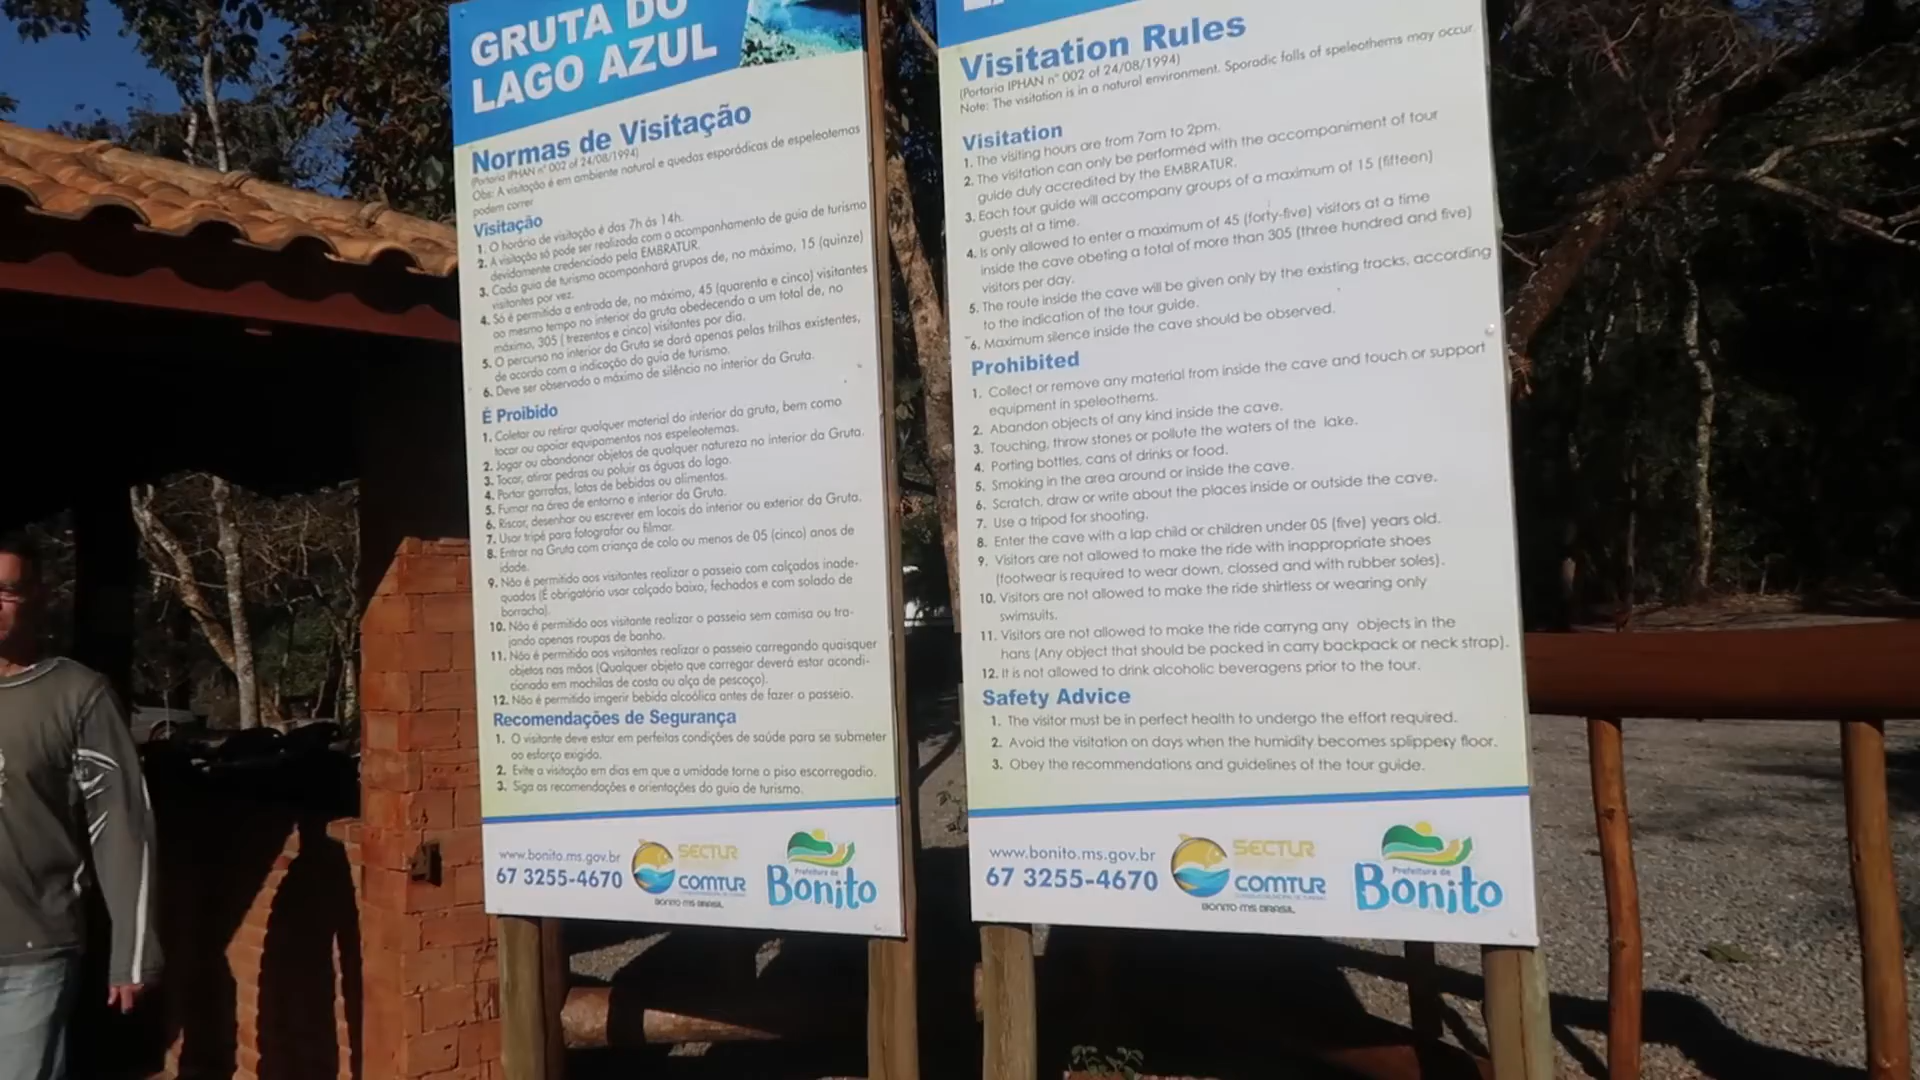 GRUTA DO
LAGO AZUL
Normas de Visitação
(Portaria IPHAN nº 002 of 24/08/1994)
Obs: A visitação é em ambiente natural e quedas esporádicas de espeleotemas
podem correr
Visitação
1. O horário de visitação é das 7h ás 14h.
2. A visitação só pode ser realizada com o acompanhamento de guia de turismo
devidamente credenciado pela EMBRATUR.
3. Cada guia de turismo acompanhará grupos de, no máximo, 15 (quinze)
visitantes por vez.
4. Só é permitida a entrada de, no máximo, 45 (quarenta e cinco) visitantes
ao mesmo tempo no interior da gruta obedecendo a um total de, no
máximo, 305 ( trezentos e cinco) visitantes por dia.
5. O percurso no interior da Gruta se dará apenas pelas trilhas existentes,
de acordo com a indicação do guia de turismo.
6. Deve ser observado o máximo de silêncio no interior da Gruta.
É Proibido
1. Coletar ou retirar qualquer material do interior da gruta, bem como
tocar ou apoiar equipamentos nos espeleotemas.
2. Jogar ou abandonar objetos de qualquer natureza no interior da Gruta.
3. Tocar, atirar pedras ou poluir as águas do lago.
4. Portar garrafas, latas de bebidas ou alimentos.
5. Fumar na área de entorno e interior da Gruta.
6. Riscar, desenhar ou escrever em locais do interior ou exterior da Gruta.
7. Usar tripé para fotografar ou filmar.
8. Entrar na Gruta com criança de colo ou menos de 05 (cinco) anos de
idade.
9. Não é permitido aos visitantes realizar o passeio com calçados inade-
quados (É obrigatório usar calçado baixo, fechados e com solado de
borracha).
10. Não é permitido aos visitante realizar o passeia sem camisa ou tra-
jando apenas roupas de banho.
11. Não é permitido aos visitantes realizar o passeio carregando quaisquer
objetos nas mãos (Qualquer objeto que carregar deverá estar acondi-
cionado em mochilas de costa ou alça de pescoço).
12. Não é permitido imgerir bebida alcoólica antes de fazer o passeio.
Recomendações de Segurança
1. O visitante deve estar em perfeitas condições de saúde para se submeter
ao esforço exigido.
2. Evite a visitação em dias em que a umidade torne o piso escorregadio.
3. Siga as recomendações e orientações do guia de turismo.
www.bonito.ms.gov.br
67 3255-4670
SECTUR
COMTUR
BONITO-MS BRASIL
Prefeitura de
Bonito
Visitation Rules
(Portaria IPHAN nº 002 of 24/08/1994)
Note: The visitation is in a natural environment. Sporadic falls of speleothems may occur.
Visitation
1. The visiting hours are from 7am to 2pm.
2. The visitation can only be performed with the accompaniment of tour
guide duly accredited by the EMBRATUR.
3. Each tour guide will accompany groups of a maximum of 15 (fifteen)
guests at a time.
4. Is only allowed to enter a maximum of 45 (forty-five) visitors at a time
inside the cave obeting a total of more than 305 (three hundred and five)
visitors per day.
5. The route inside the cave will be given only by the existing tracks, according
to the indication of the tour guide.
6. Maximum silence inside the cave should be observed.
Prohibited
1. Collect or remove any material from inside the cave and touch or support
equipment in speleothems.
2. Abandon objects of any kind inside the cave.
3. Touching, throw stones or pollute the waters of the lake.
4. Porting bottles, cans of drinks or food.
5. Smoking in the area around or inside the cave.
6. Scratch, draw or write about the places inside or outside the cave.
7. Use a tripod for shooting.
8. Enter the cave with a lap child or children under 05 (five) years old.
9. Visitors are not allowed to make the ride with inappropriate shoes
(footwear is required to wear down, clossed and with rubber soles).
10. Visitors are not allowed to make the ride shirtless or wearing only
swimsuits.
11. Visitors are not allowed to make the ride carryng any objects in the
hans (Any object that should be packed in carry backpack or neck strap).
12. It is not allowed to drink alcoholic beveragens prior to the tour.
Safety Advice
1. The visitor must be in perfect health to undergo the effort required.
2. Avoid the visitation on days when the humidity becomes splippery floor.
3. Obey the recommendations and guidelines of the tour guide.
www.bonito.ms.gov.br
67 3255-4670
SECTUR
COMTUR
BONITO-MS BRASIL
Prefeitura de
Bonito